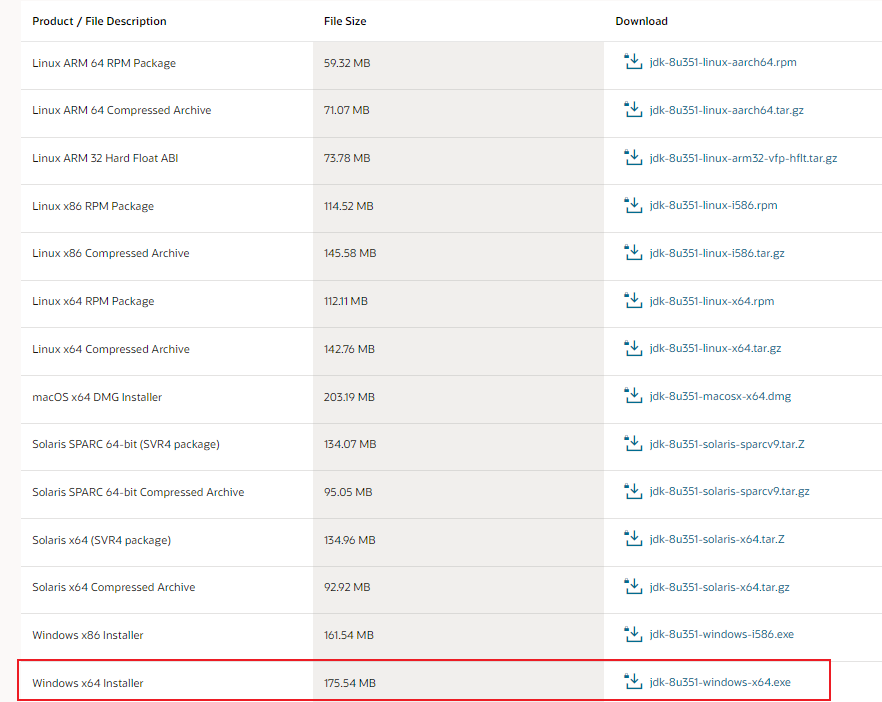 Product / File Description File Size Download
Linux ARM 64 RPM Package 59.32 MB jdk-8u351-linux-aarch64.rpm
Linux ARM 64 Compressed Archive 71.07 MB jdk-8u351-linux-aarch64.tar.gz
Linux ARM 32 Hard Float ABI 73.78 MB jdk-8u351-linux-arm32-vfp-hflt.tar.gz
Linux x86 RPM Package 114.52 MB jdk-8u351-linux-i586.rpm
Linux x86 Compressed Archive 145.58 MB jdk-8u351-linux-i586.tar.gz
Linux x64 RPM Package 112.11 MB jdk-8u351-linux-x64.rpm
Linux x64 Compressed Archive 142.76 MB jdk-8u351-linux-x64.tar.gz
macOS x64 DMG Installer 203.19 MB jdk-8u351-macosx-x64.dmg
Solaris SPARC 64-bit (SVR4 package) 134.07 MB jdk-8u351-solaris-sparcv9.tar.Z
Solaris SPARC 64-bit Compressed Archive 95.05 MB jdk-8u351-solaris-sparcv9.tar.gz
Solaris x64 (SVR4 package) 134.96 MB jdk-8u351-solaris-x64.tar.Z
Solaris x64 Compressed Archive 92.92 MB jdk-8u351-solaris-x64.tar.gz
Windows x86 Installer 161.54 MB jdk-8u351-windows-i586.exe
Windows x64 Installer 175.54 MB jdk-8u351-windows-x64.exe